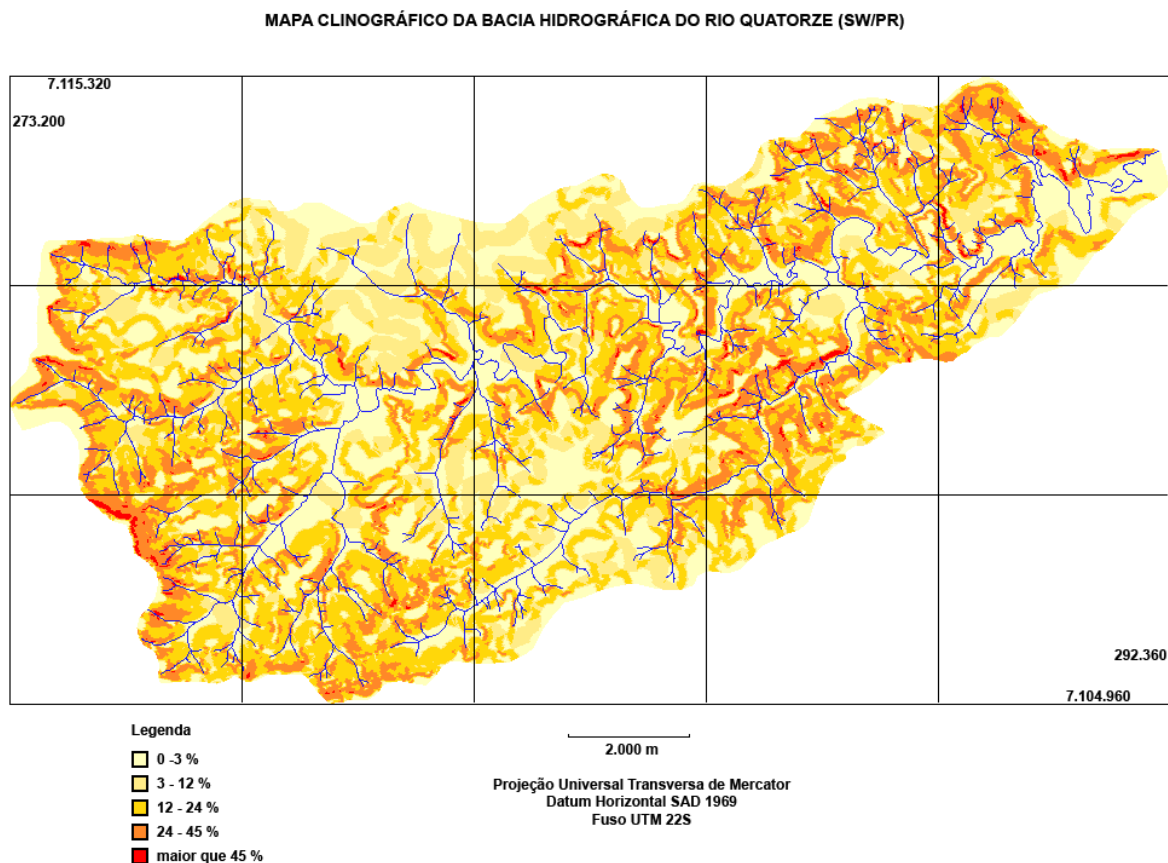 MAPA CLINOGRÁFICO DA BACIA HIDROGRÁFICA DO RIO QUATORZE (SW/PR)
7.115.320
273.200
292.360
7.104.960
Legenda
0 -3 %
3 - 12 %
12 - 24 %
24 - 45 %
maior que 45 %
2.000 m
Projeção Universal Transversa de Mercator
Datum Horizontal SAD 1969
Fuso UTM 22S